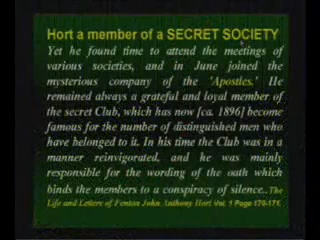 Hort a member of a SECRET SOCIETY
Yet he found time to attend the meetings of
various societies, and in June joined the
mysterious company of the 'Apostles.' He
remained always a grateful and loyal member of
the secret Club, which has now [ca. 1896] become
famous for the number of distinguished men who
have belonged to it. In his time the Club was in a
manner reinvigorated, and he was mainly
responsible for the wording of the oath which
binds the members to a conspiracy of silence..The
Life and Letters of Fenton John Anthony Hort Vol. 1 Page 170-171